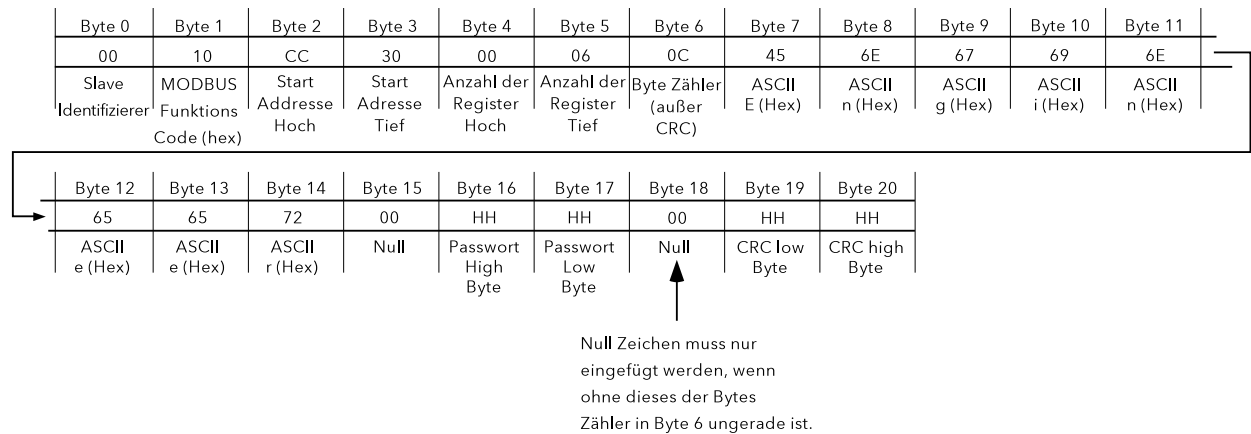 Byte 0 Byte 1 Byte 2 Byte 3 Byte 4 Byte 5 Byte 6 Byte 7 Byte 8 Byte 9 Byte 10 Byte 11
00 10 CC 30 00 06 0C 45 6E 67 69 6E
Slave MODBUS Start Start Anzahl der Anzahl der Byte Zähler ASCII ASCII ASCII ASCII ASCII
Identifizierer Funktions Addresse Adresse Register Register (außer E (Hex) n (Hex) g (Hex) i (Hex) n (Hex)
Code (hex) Hoch Tief Hoch Tief CRC)
Byte 12 Byte 13 Byte 14 Byte 15 Byte 16 Byte 17 Byte 18 Byte 19 Byte 20
65 65 72 00 HH HH 00 HH HH
ASCII ASCII ASCII Null Passwort Passwort Null CRC low CRC high
e (Hex) e (Hex) r (Hex) High Low Byte Byte
Byte Byte
Null Zeichen muss nur
eingefügt werden, wenn
ohne dieses der Bytes
Zähler in Byte 6 ungerade ist.